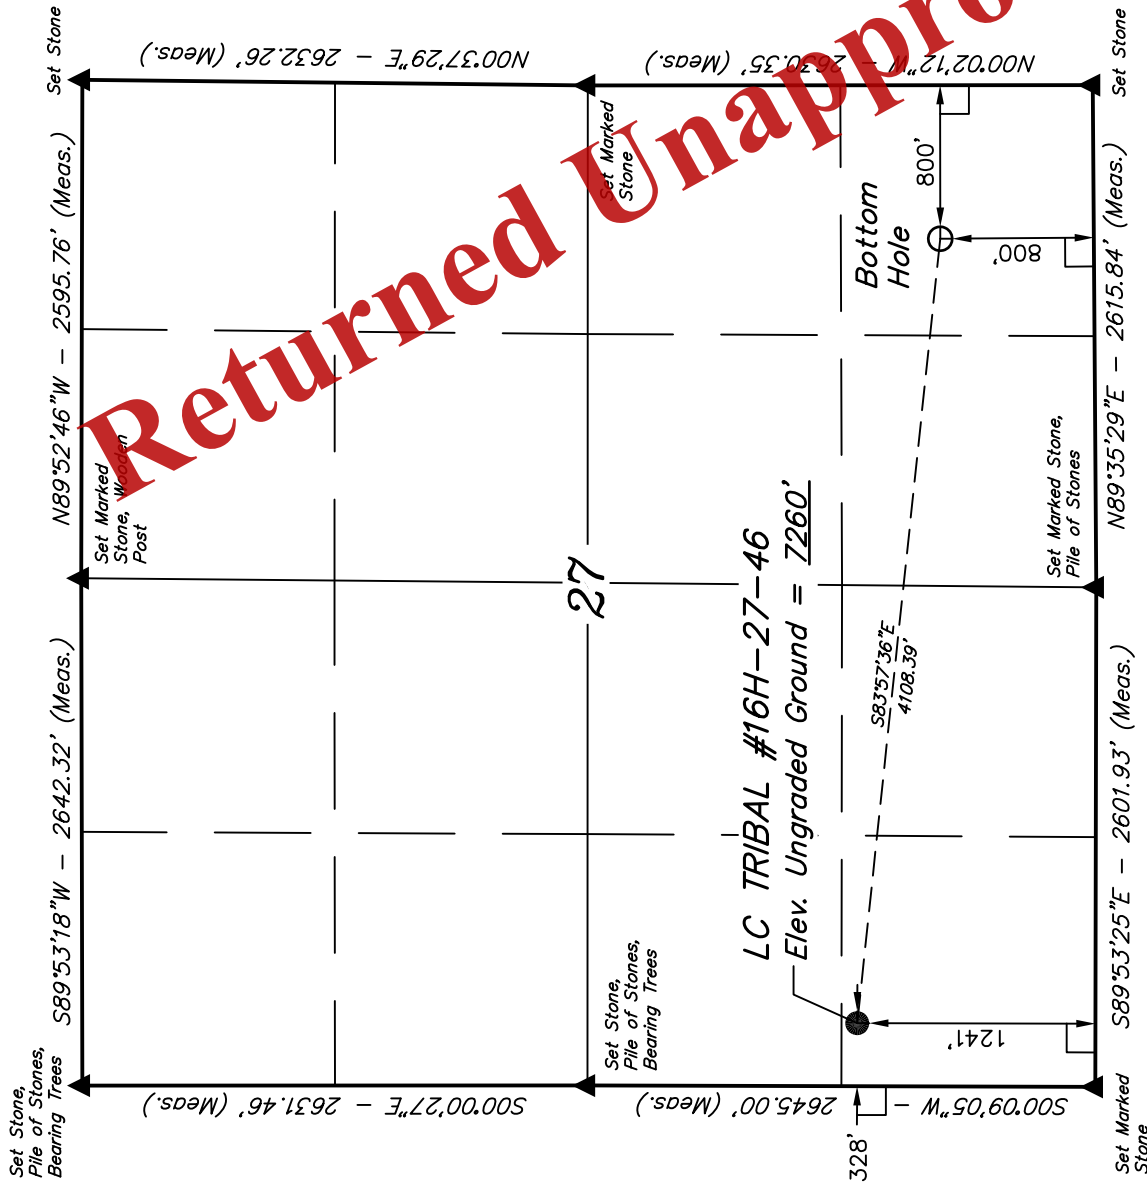 Set Stone,
Pile of Stones,
Bearing Trees
S89°53'18"W - 2642.32' (Meas.)
N89°52'46"W - 2595.76' (Meas.)
Set Stone
Set Marked
Stone, Wooden
Post
S00°00'27"E - 2631.46' (Meas.)
N00°37'29"E - 2632.26' (Meas.)
Returned Unappro
27
Set Stone,
Pile of Stones,
Bearing Trees
Set Marked
Stone
S00°09'05"W - 2645.00' (Meas.)
N00°02'12"W - 2630.35' (Meas.)
LC TRIBAL #16H-27-46
Elev. Ungraded Ground = 7260'
S83°57'36"E
4108.39'
Bottom
Hole
800'
800'
1241'
328'
Set Marked Stone,
Pile of Stones
Set Marked
Stone
S89°53'25"E - 2601.93' (Meas.)
N89°35'29"E - 2615.84' (Meas.)
Set Stone